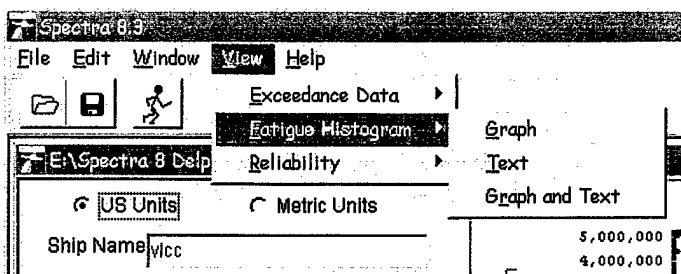 Spectra 8.3
File Edit Window View Help
Exceedance Data
Fatigue Histogram
Graph
E:\Spectra 8 Delp
Reliability
Text
US Units
Metric Units
Graph and Text
Ship Name vlcc
5,000,000
4,000,000